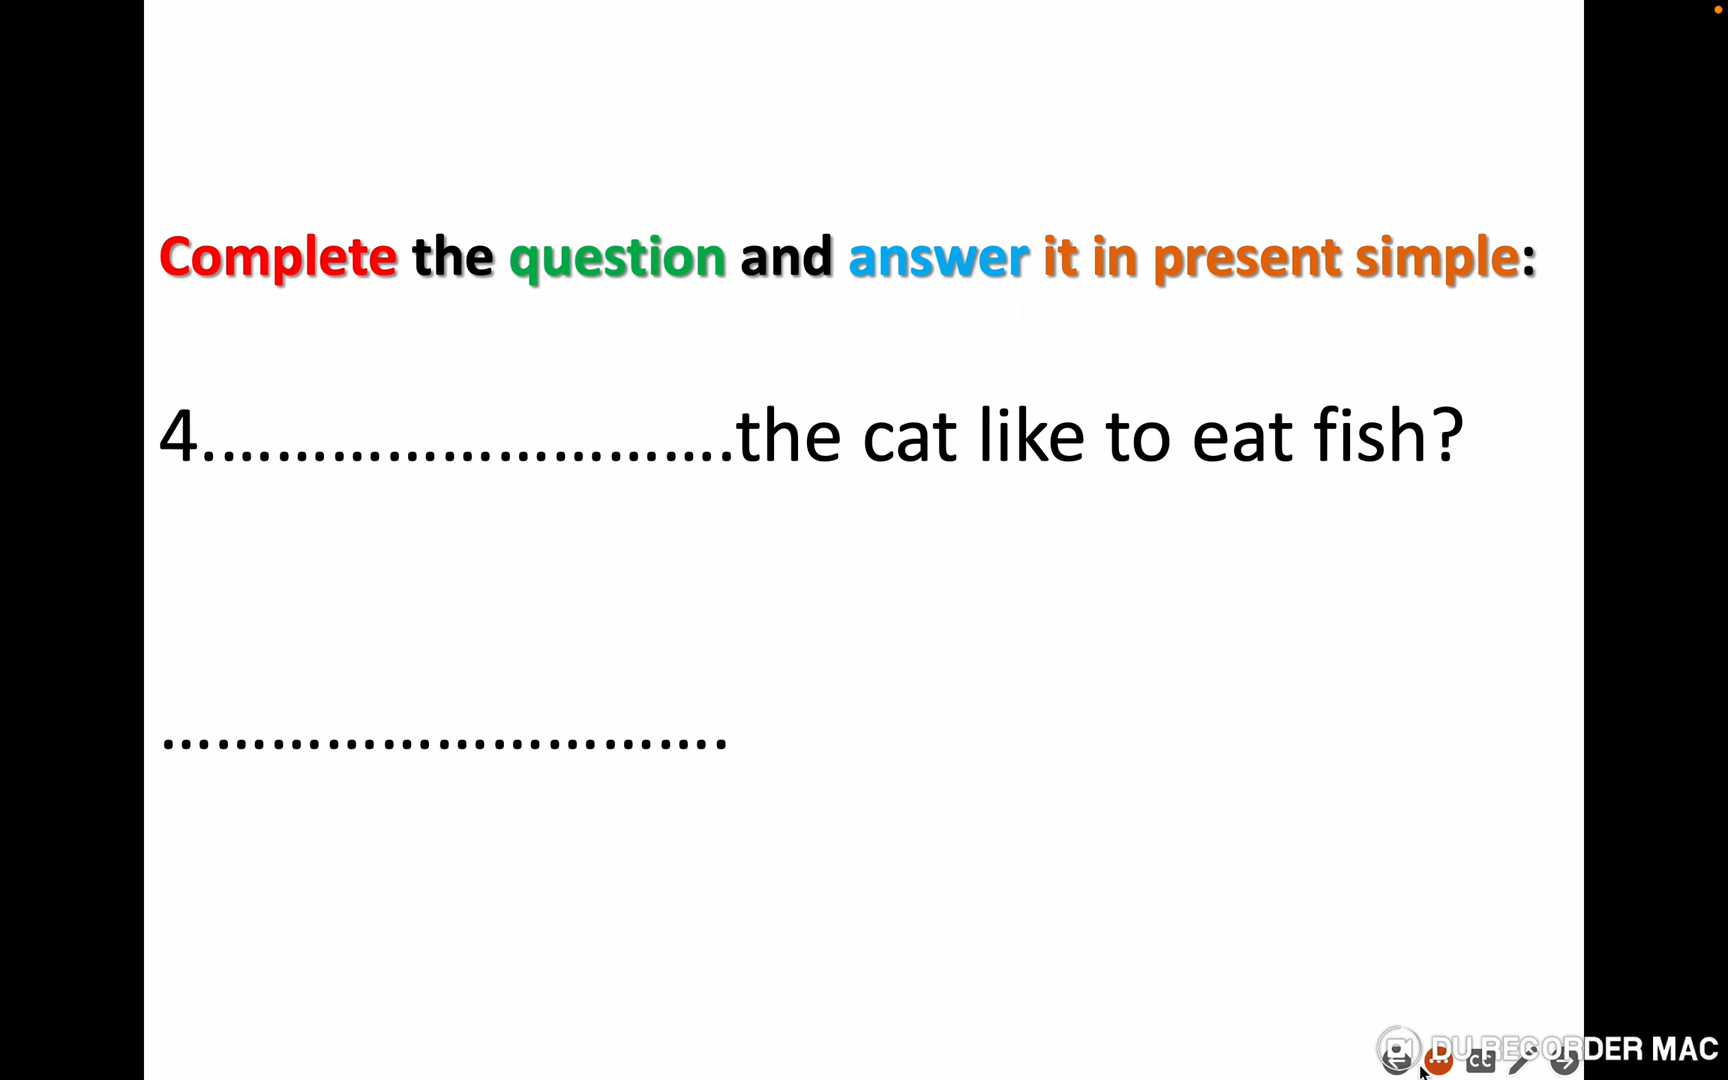 Complete the question and answer it in present simple:
4.…………………………the cat like to eat fish?
………………………….
CC
DU RECORDER MAC